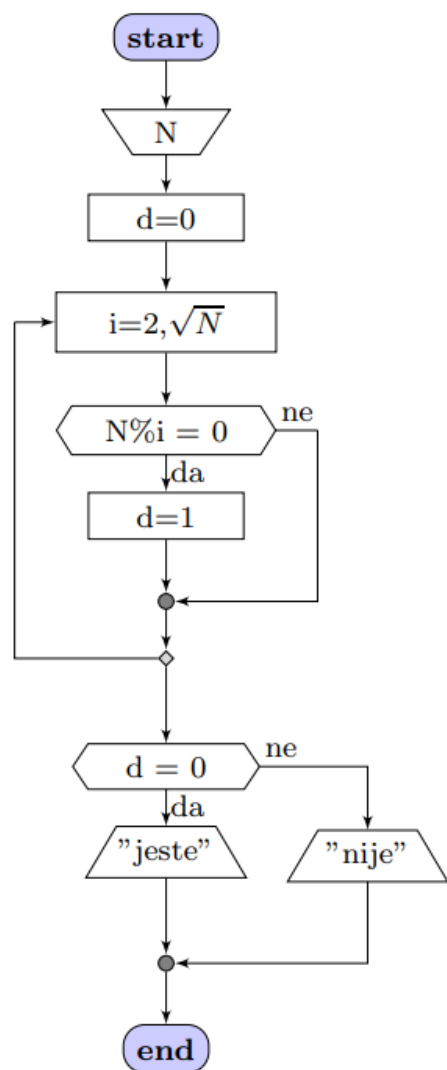 start
N
d=0
i=2,√N
N%i = 0
ne
da
d=1
d = 0
ne
da
"jeste"
"nije"
end